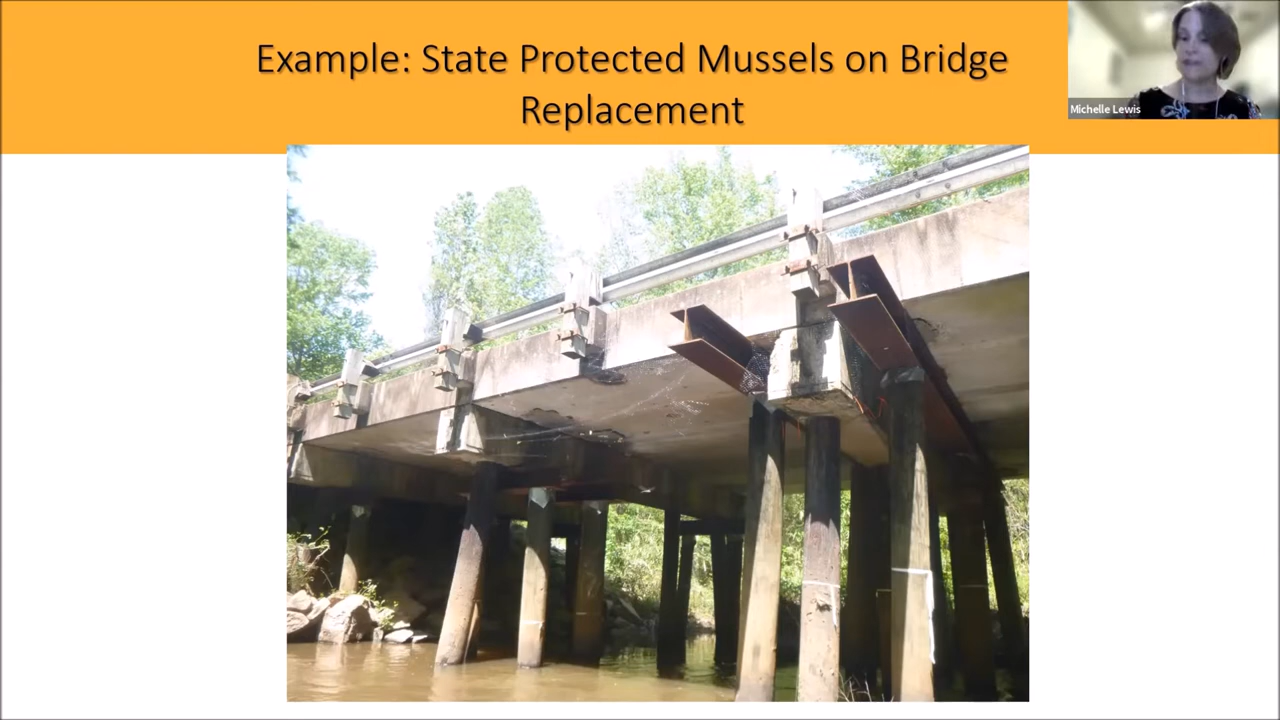 Example: State Protected Mussels on Bridge
Replacement
Michelle Lewis